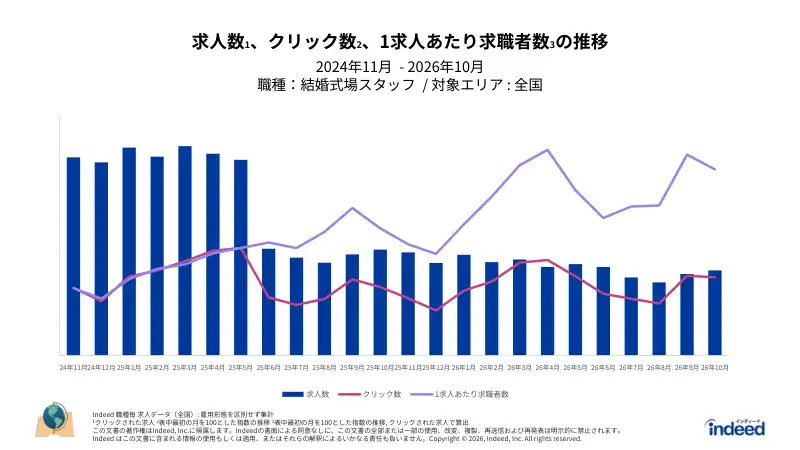 求人数1、クリック数2、1求人あたり求職者数3の推移
2024年11月 - 2026年10月
職種：結婚式場スタッフ / 対象エリア : 全国
24年11月 24年12月 25年1月 25年2月 25年3月 25年4月 25年5月 25年6月 25年7月 25年8月 25年9月 25年10月 25年11月 25年12月 26年1月 26年2月 26年3月 26年4月 26年5月 26年6月 26年7月 26年8月 26年9月 26年10月
求人数 クリック数 1求人あたり求職者数
Indeed 職種毎 求人データ（全国）: 雇用形態を区別せず集計
¹クリックされた求人 ²表中最初の月を100とした指数の推移 ³表中最初の月を100とした指数の推移, クリックされた求人で算出
この文書の著作権はIndeed, Inc.に帰属します。Indeedの書面による同意なしに、この文書の全部または一部の使用、改変、複製、再送信および再発表は明示的に禁止されます。
Indeed はこの文書に含まれる情報の使用もしくは適用、またはそれらの解釈によるいかなる責任も負いません。Copyright © 2026, Indeed, Inc. All rights reserved.
インディード
indeed